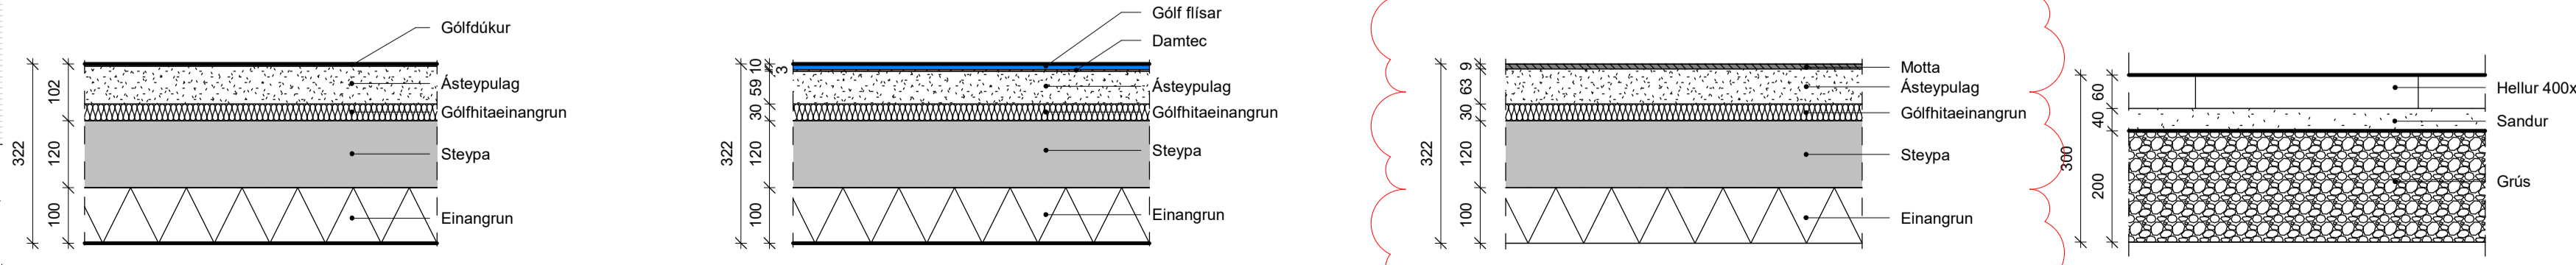 Gólfdúkur
Ásteypulag
Gólfhitaeinangrun
Steypa
Einangrun
322
102
120
100
Gólf flísar
Damtec
Ásteypulag
Gólfhitaeinangrun
Steypa
Einangrun
322
10
3
59
30
120
100
Motta
Ásteypulag
Gólfhitaeinangrun
Steypa
Einangrun
322
9
63
30
120
100
Hellur 400x
Sandur
Grús
300
60
40
200